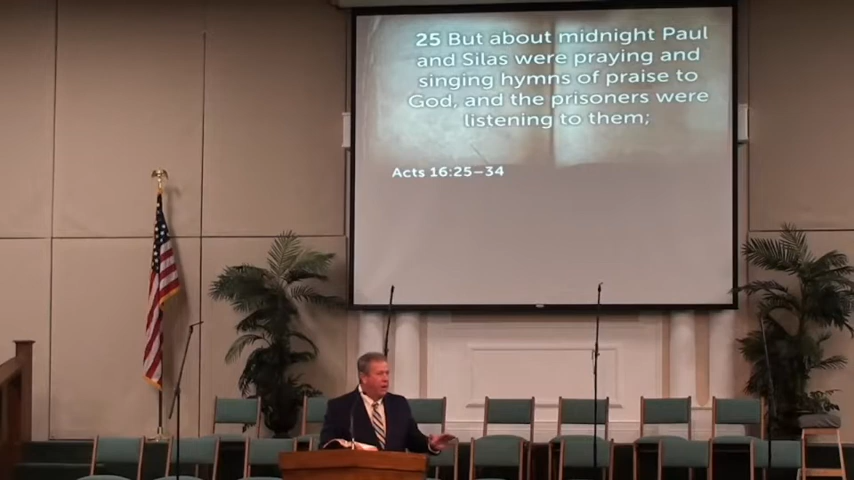 25 But about midnight Paul
and Silas were praying and
singing hymns of praise to
God, and the prisoners were
listening to them;
Acts 16:25–34